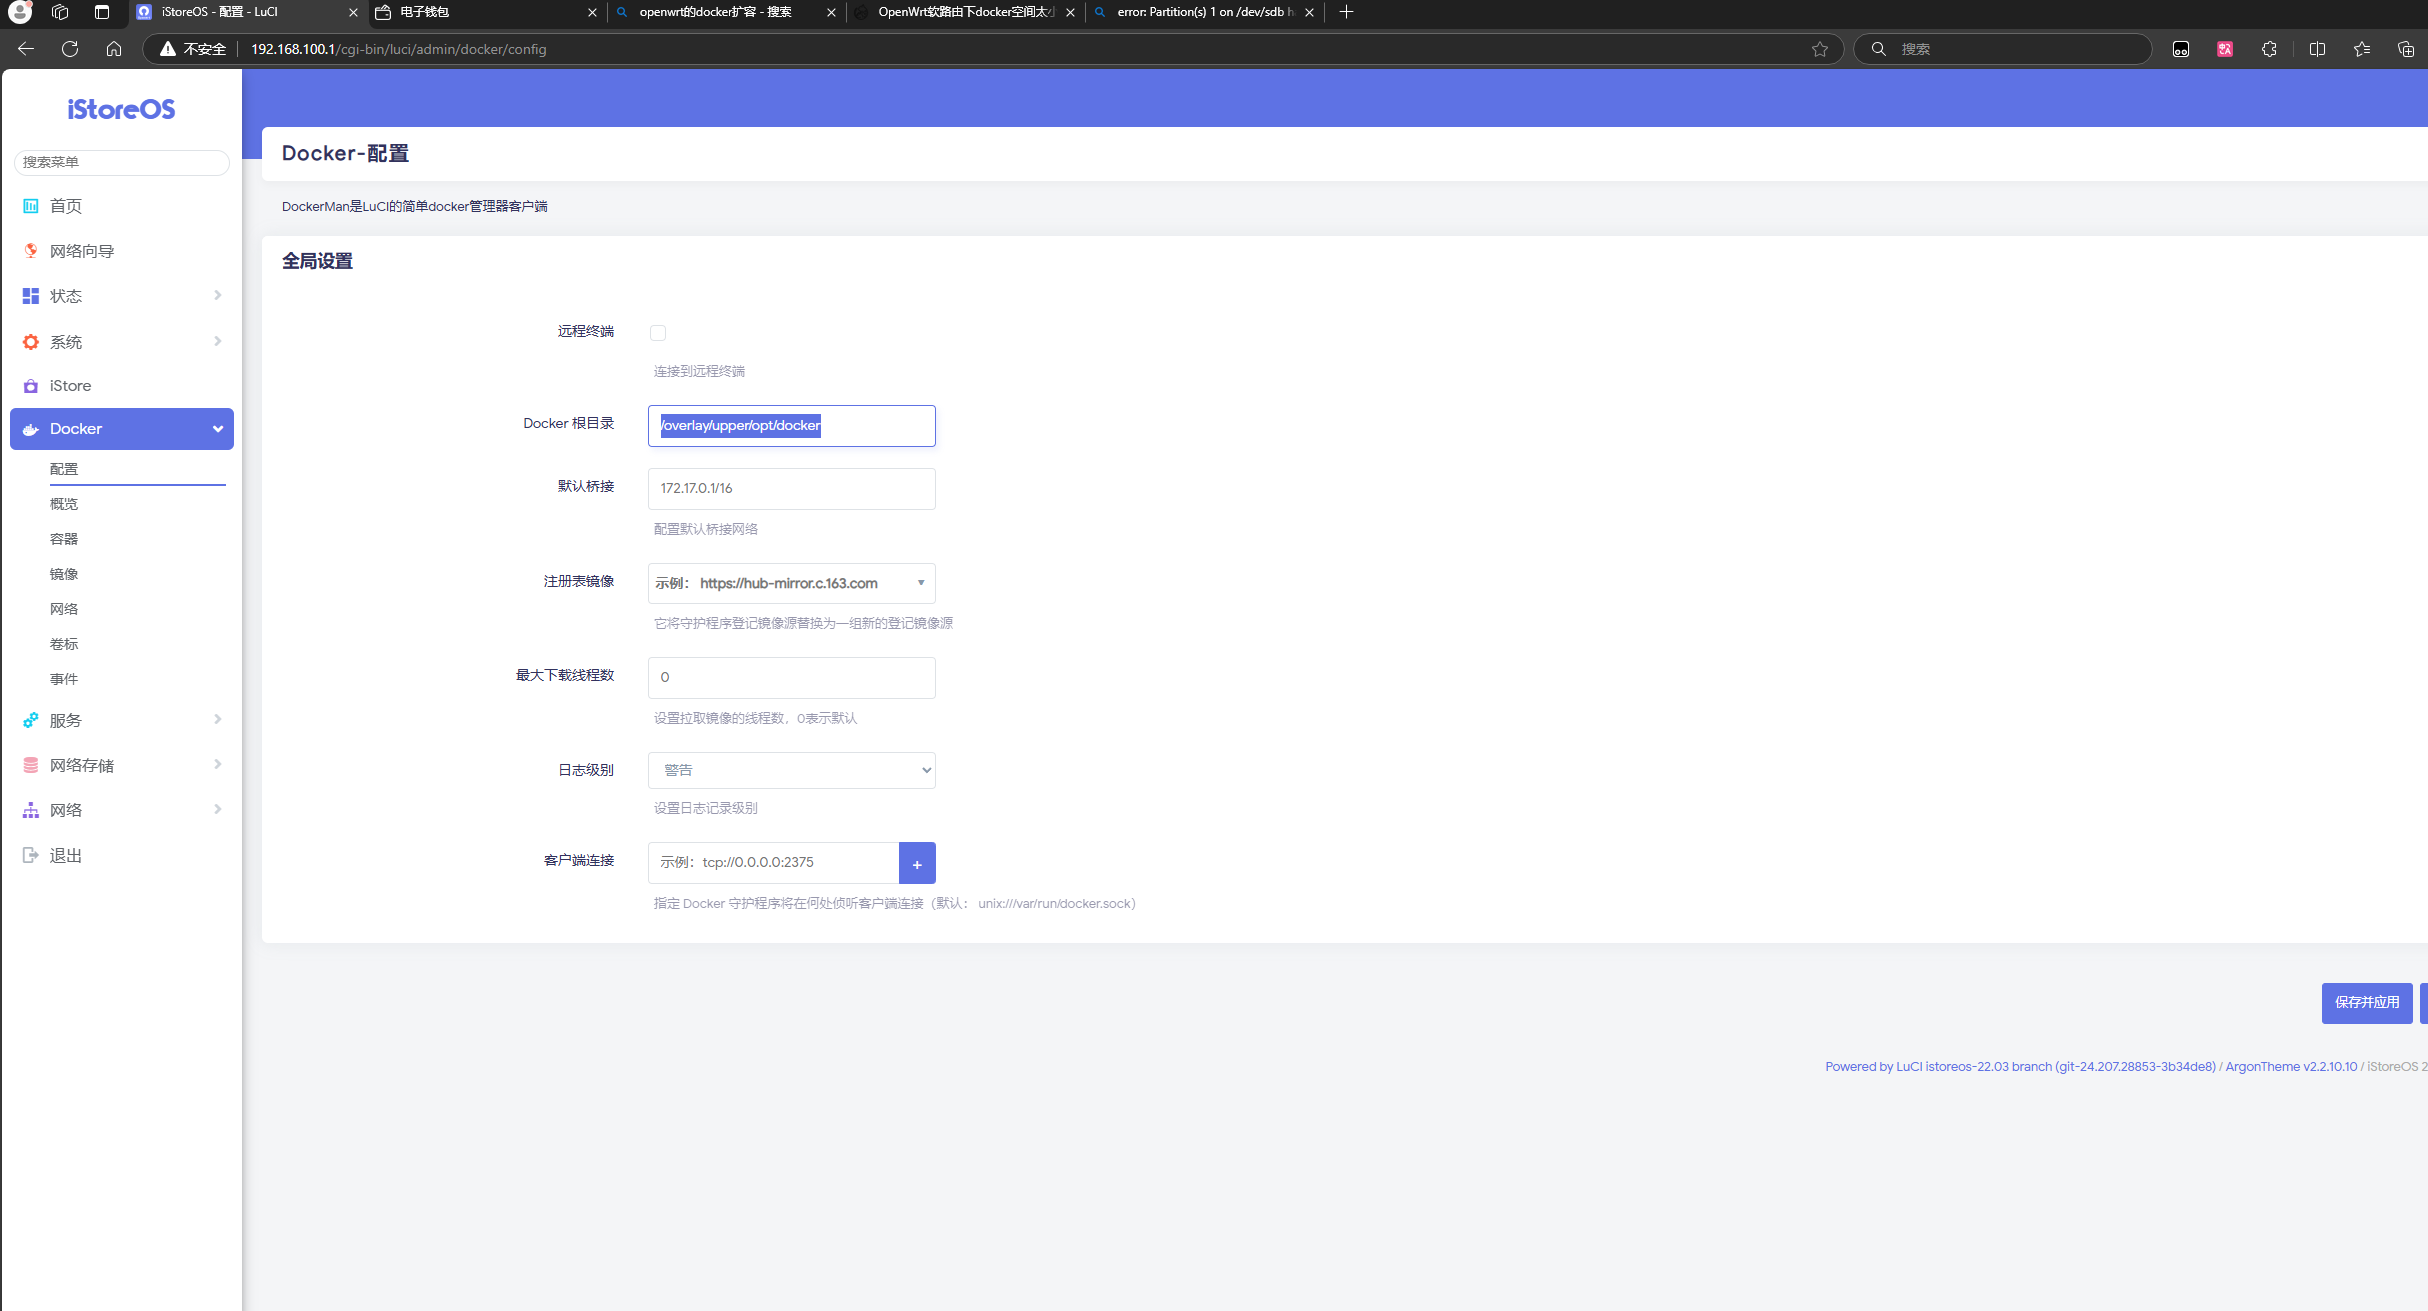 iStoreOS - 配置 - LuCI
电子钱包
openwrt的docker扩容 - 搜索
OpenWrt软路由下docker空间太小
error: Partition(s) 1 on /dev/sdb h
不安全
192.168.100.1/cgi-bin/luci/admin/docker/config
搜索
iStoreOS
搜索菜单
首页
网络向导
状态
系统
iStore
Docker
配置
概览
容器
镜像
网络
卷标
事件
服务
网络存储
网络
退出
Docker-配置
DockerMan是LuCI的简单docker管理器客户端
全局设置
远程终端
连接到远程终端
Docker 根目录
/overlay/upper/opt/docker
默认桥接
172.17.0.1/16
配置默认桥接网络
注册表镜像
示例： https://hub-mirror.c.163.com
它将守护程序登记镜像源替换为一组新的登记镜像源
最大下载线程数
0
设置拉取镜像的线程数，0表示默认
日志级别
警告
设置日志记录级别
客户端连接
示例：tcp://0.0.0.0:2375
+
指定 Docker 守护程序将在何处侦听客户端连接（默认： unix:///var/run/docker.sock）
保存并应用
Powered by LuCI istoreos-22.03 branch (git-24.207.28853-3b34de8) / ArgonTheme v2.2.10.10 / iStoreOS 2